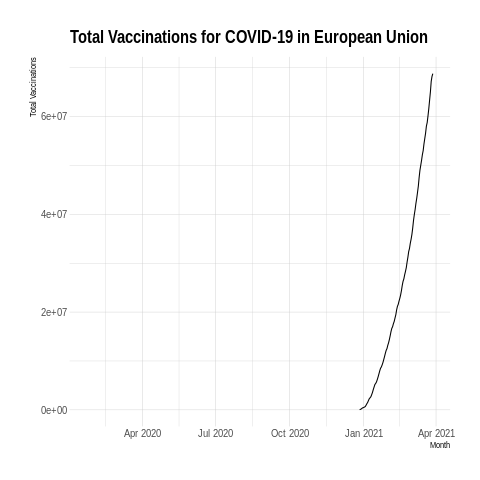 Total Vaccinations for COVID-19 in European Union
Total Vaccinations
6e+07
4e+07
2e+07
0e+00
Apr 2020 Jul 2020 Oct 2020 Jan 2021 Apr 2021
Month